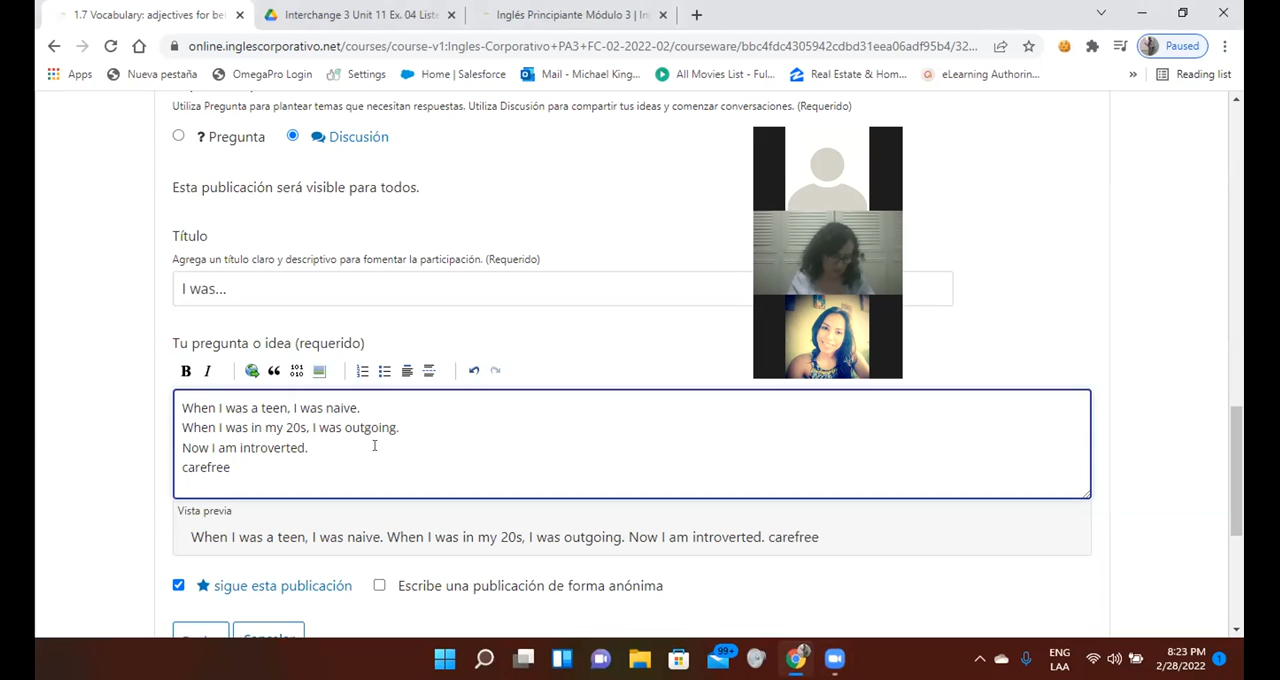 1.7 Vocabulary: adjectives for be
Interchange 3 Unit 11 Ex. 04 Liste
Inglés Principiante Módulo 3 | In
online.inglescorporativo.net/courses/course-v1:Ingles-Corporativo+PA3+FC-02-2022-02/courseware/bbc4fdc4305942cdbd31eea06adf95b4/32...
Paused
Apps
Nueva pestaña
OmegaPro Login
Settings
Home | Salesforce
Mail - Michael King...
All Movies List - Ful...
Real Estate & Hom...
eLearning Authorin...
»
Reading list
Utiliza Pregunta para plantear temas que necesitan respuestas. Utiliza Discusión para compartir tus ideas y comenzar conversaciones. (Requerido)
? Pregunta
Discusión
Esta publicación será visible para todos.
Título
Agrega un título claro y descriptivo para fomentar la participación. (Requerido)
I was...
Tu pregunta o idea (requerido)
B I
101
010
When I was a teen, I was naive.
When I was in my 20s, I was outgoing.
Now I am introverted.
carefree
Vista previa
When I was a teen, I was naive. When I was in my 20s, I was outgoing. Now I am introverted. carefree
sigue esta publicación
Escribe una publicación de forma anónima
Cancelar
99+
ENG
LAA
8:23 PM
2/28/2022
1